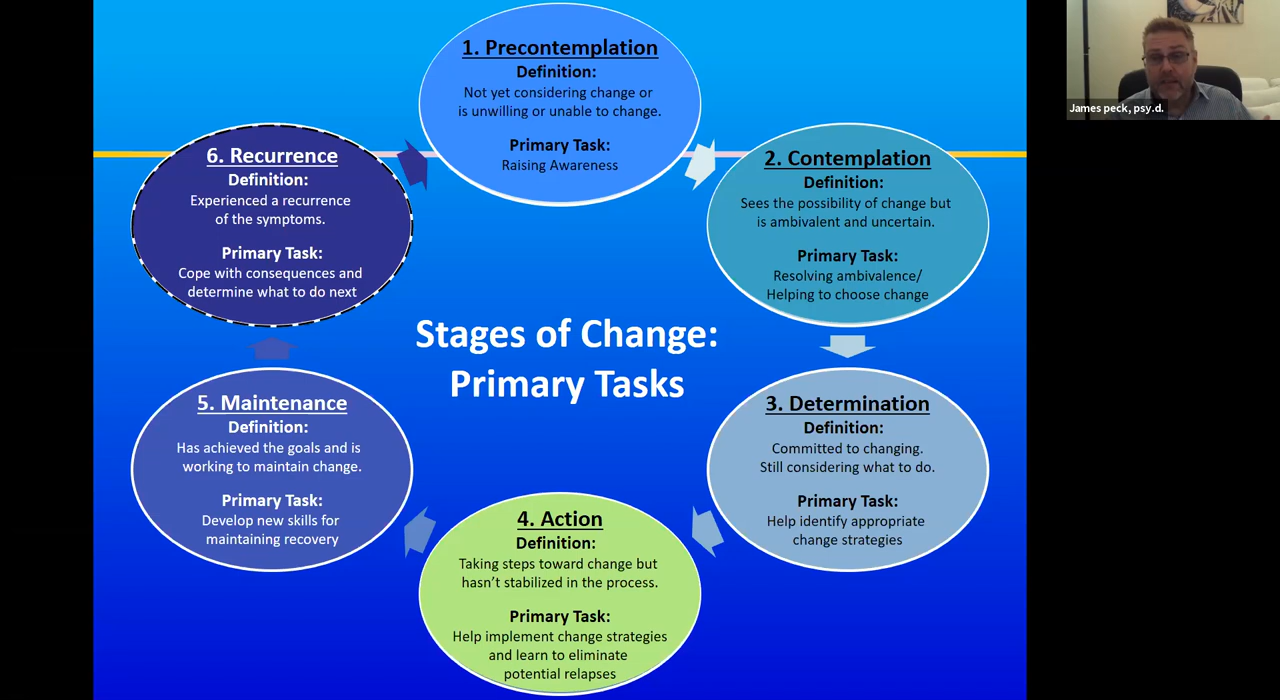 1. Precontemplation
Definition:
Not yet considering change or
is unwilling or unable to change.
Primary Task:
Raising Awareness
2. Contemplation
Definition:
Sees the possibility of change but
is ambivalent and uncertain.
Primary Task:
Resolving ambivalence/
Helping to choose change
3. Determination
Definition:
Committed to changing.
Still considering what to do.
Primary Task:
Help identify appropriate
change strategies
4. Action
Definition:
Taking steps toward change but
hasn't stabilized in the process.
Primary Task:
Help implement change strategies
and learn to eliminate
potential relapses
5. Maintenance
Definition:
Has achieved the goals and is
working to maintain change.
Primary Task:
Develop new skills for
maintaining recovery
6. Recurrence
Definition:
Experienced a recurrence
of the symptoms.
Primary Task:
Cope with consequences and
determine what to do next
Stages of Change:
Primary Tasks
James peck, psy.d.